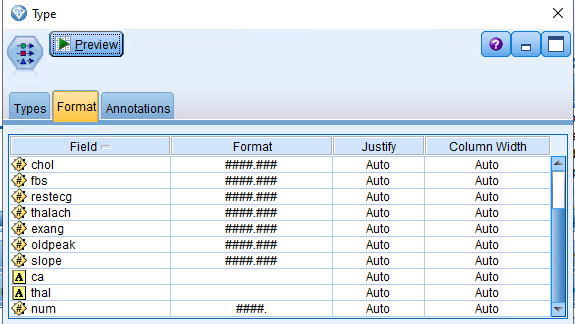 Type
Preview
?
Types Format Annotations
Field Format Justify Column Width
# chol ####.### Auto Auto
# fbs ####.### Auto Auto
# restecg ####.### Auto Auto
# thalach ####.### Auto Auto
# exang ####.### Auto Auto
# oldpeak ####.### Auto Auto
# slope ####.### Auto Auto
A ca Auto Auto
A thal Auto Auto
# num ####. Auto Auto